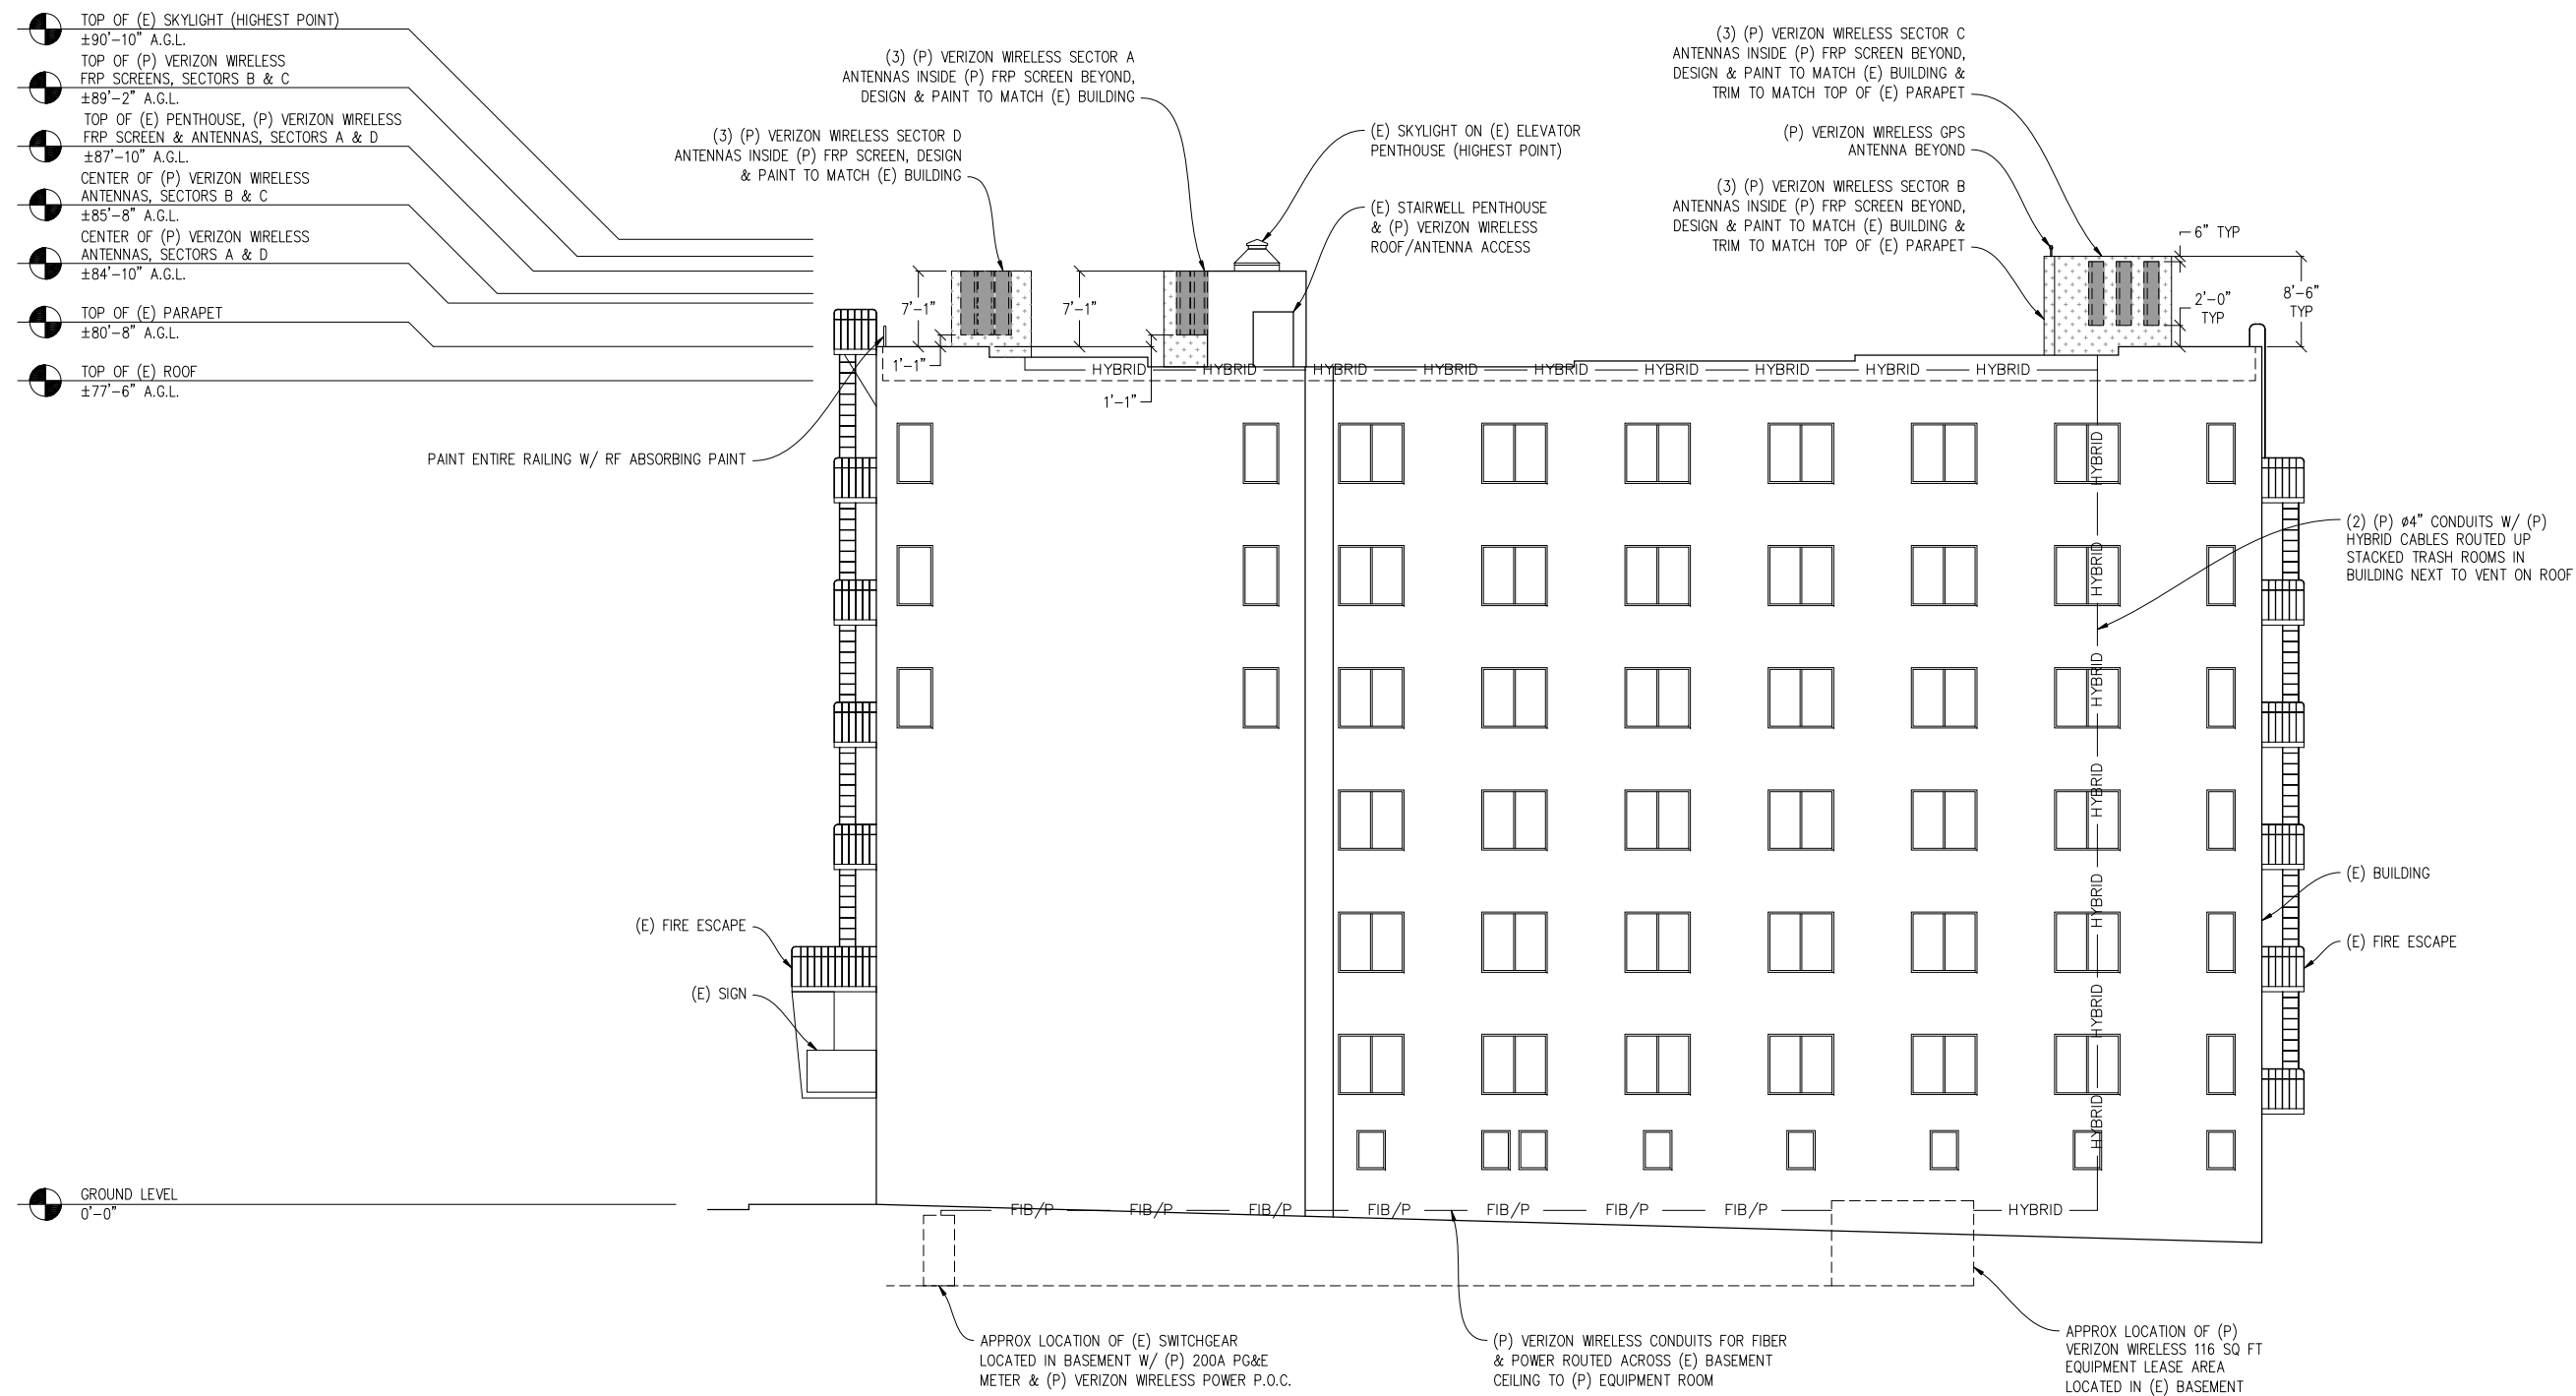 TOP OF (E) SKYLIGHT (HIGHEST POINT)
±90'-10" A.G.L.
TOP OF (P) VERIZON WIRELESS
FRP SCREENS, SECTORS B & C
±89'-2" A.G.L.
TOP OF (E) PENTHOUSE, (P) VERIZON WIRELESS
FRP SCREEN & ANTENNAS, SECTORS A & D
±87'-10" A.G.L.
CENTER OF (P) VERIZON WIRELESS
ANTENNAS, SECTORS B & C
±85'-8" A.G.L.
CENTER OF (P) VERIZON WIRELESS
ANTENNAS, SECTORS A & D
±84'-10" A.G.L.
TOP OF (E) PARAPET
±80'-8" A.G.L.
TOP OF (E) ROOF
±77'-6" A.G.L.
(3) (P) VERIZON WIRELESS SECTOR A
ANTENNAS INSIDE (P) FRP SCREEN BEYOND,
DESIGN & PAINT TO MATCH (E) BUILDING
(3) (P) VERIZON WIRELESS SECTOR D
ANTENNAS INSIDE (P) FRP SCREEN, DESIGN
& PAINT TO MATCH (E) BUILDING
(E) SKYLIGHT ON (E) ELEVATOR
PENTHOUSE (HIGHEST POINT)
(E) STAIRWELL PENTHOUSE
& (P) VERIZON WIRELESS
ROOF/ANTENNA ACCESS
(3) (P) VERIZON WIRELESS SECTOR C
ANTENNAS INSIDE (P) FRP SCREEN BEYOND,
DESIGN & PAINT TO MATCH (E) BUILDING &
TRIM TO MATCH TOP OF (E) PARAPET
(P) VERIZON WIRELESS GPS
ANTENNA BEYOND
(3) (P) VERIZON WIRELESS SECTOR B
ANTENNAS INSIDE (P) FRP SCREEN BEYOND,
DESIGN & PAINT TO MATCH (E) BUILDING &
TRIM TO MATCH TOP OF (E) PARAPET
6" TYP
2'-0"
TYP
8'-6"
TYP
7'-1"
7'-1"
1'-1"
1'-1"
HYBRID HYBRID HYBRID HYBRID HYBRID HYBRID HYBRID HYBRID HYBRID
PAINT ENTIRE RAILING W/ RF ABSORBING PAINT
HYBRID
HYBRID
HYBRID
HYBRID
HYBRID
HYBRID
HYBRID
(2) (P) ø4" CONDUITS W/ (P)
HYBRID CABLES ROUTED UP
STACKED TRASH ROOMS IN
BUILDING NEXT TO VENT ON ROOF
(E) BUILDING
(E) FIRE ESCAPE
(E) FIRE ESCAPE
(E) SIGN
GROUND LEVEL
0'-0"
FIB/P FIB/P FIB/P FIB/P FIB/P FIB/P FIB/P HYBRID
APPROX LOCATION OF (E) SWITCHGEAR
LOCATED IN BASEMENT W/ (P) 200A PG&E
METER & (P) VERIZON WIRELESS POWER P.O.C.
(P) VERIZON WIRELESS CONDUITS FOR FIBER
& POWER ROUTED ACROSS (E) BASEMENT
CEILING TO (P) EQUIPMENT ROOM
APPROX LOCATION OF (P)
VERIZON WIRELESS 116 SQ FT
EQUIPMENT LEASE AREA
LOCATED IN (E) BASEMENT